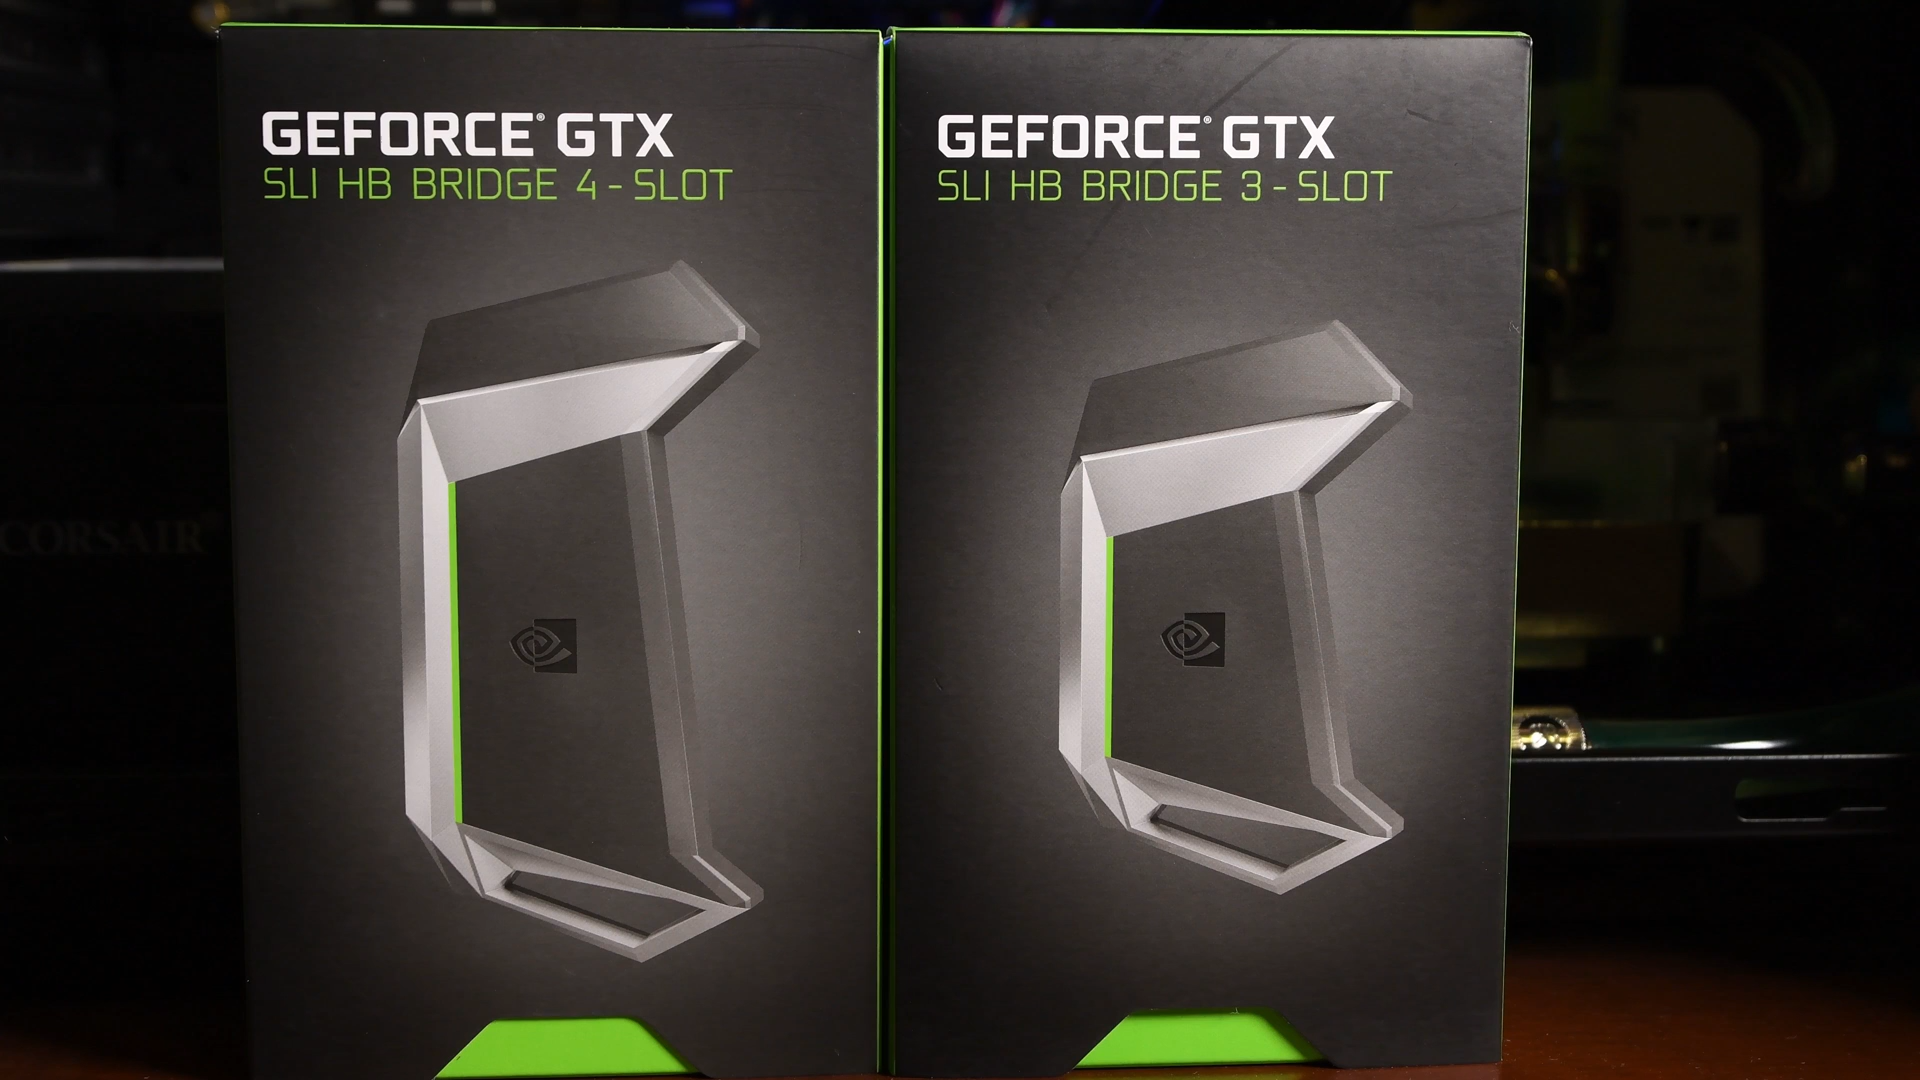 GEFORCE® GTX
SLI HB BRIDGE 4-SLOT
GEFORCE® GTX
SLI HB BRIDGE 3-SLOT
CORSAIR